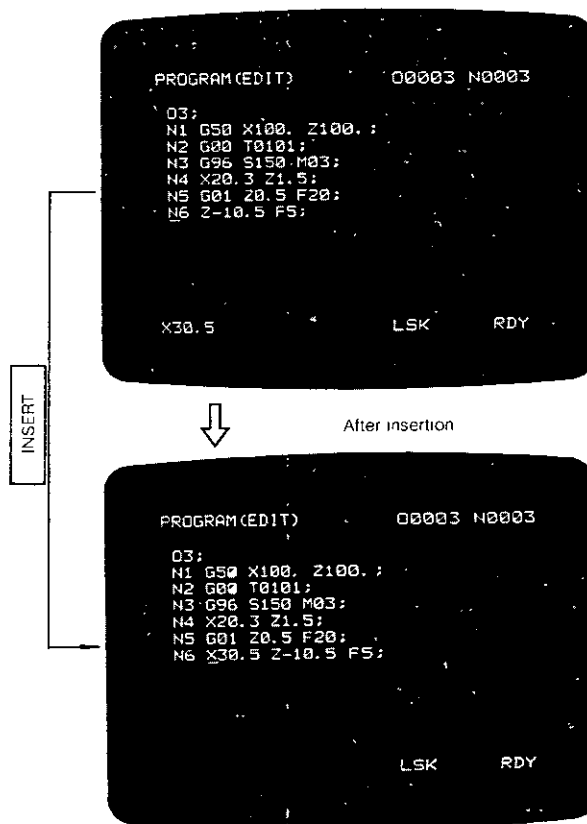 PROGRAM(EDIT) O0003 N0003
O3;
N1 G50 X100. Z100.;
N2 G00 T0101;
N3 G96 S150 M03;
N4 X20.3 Z1.5;
N5 G01 Z0.5 F20;
N6 Z-10.5 F5;
X30.5 LSK RDY
INSERT
After insertion
PROGRAM(EDIT) O0003 N0003
O3;
N1 G50 X100. Z100.;
N2 G00 T0101;
N3 G96 S150 M03;
N4 X20.3 Z1.5;
N5 G01 Z0.5 F20;
N6 X30.5 Z-10.5 F5;
LSK RDY